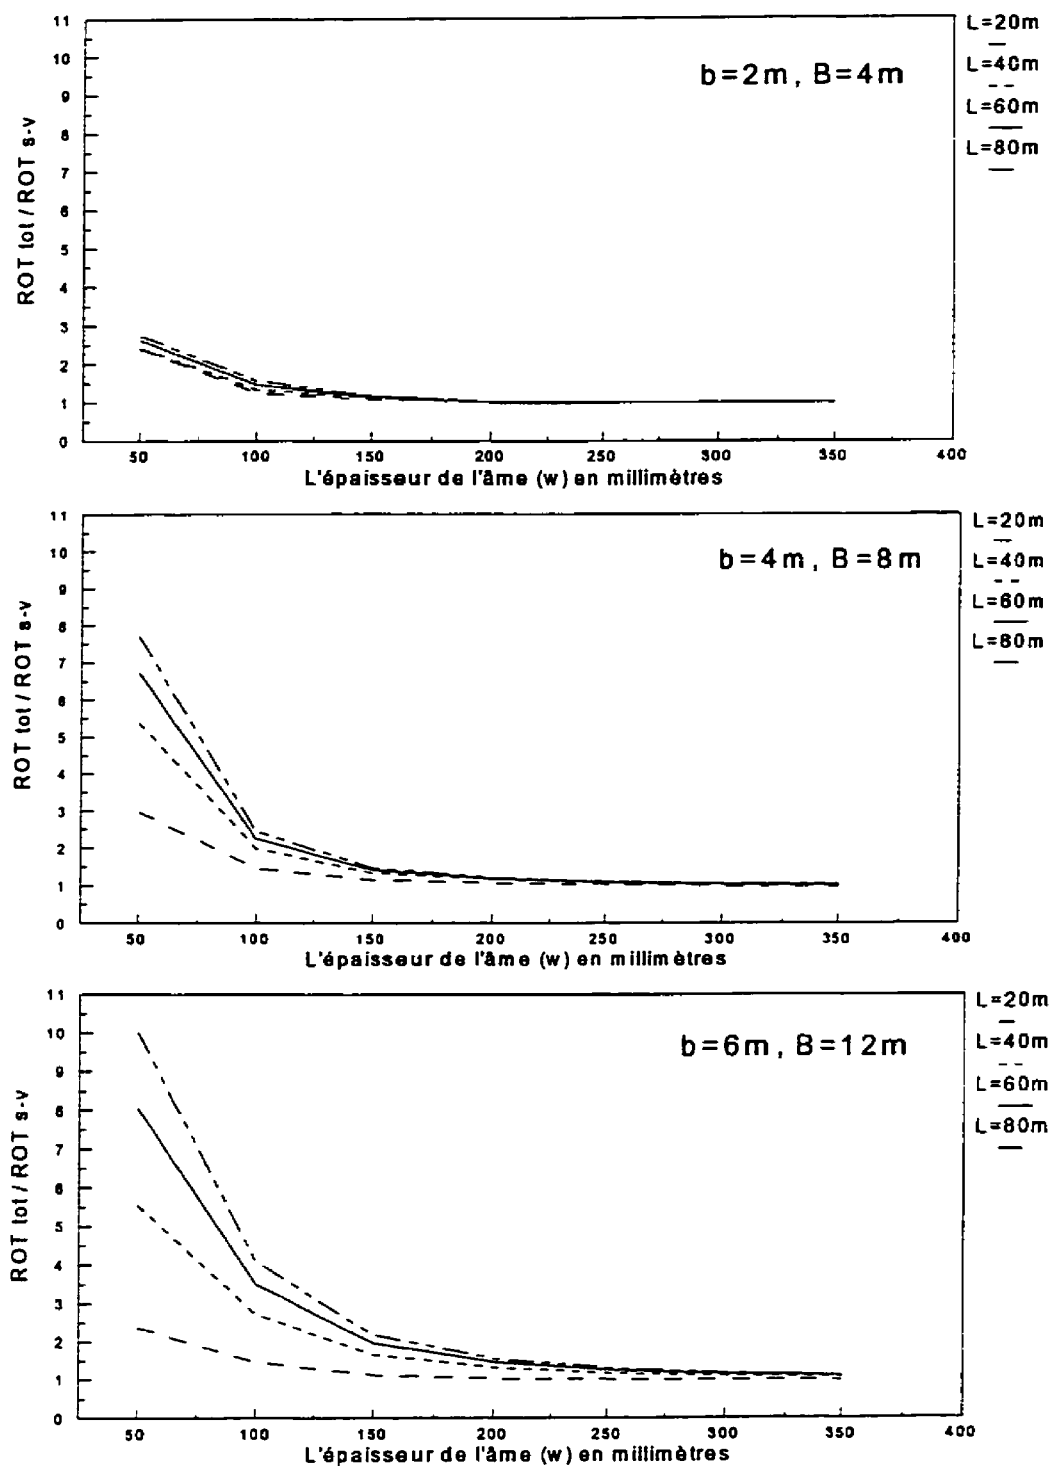 ROT tot / ROT s-v
11
10
9
8
7
6
5
4
3
2
1
0
b=2m, B=4m
L=20m
L=40m
L=60m
L=80m
50 100 150 200 250 300 350 400
L'épaisseur de l'âme (w) en millimètres
ROT tot / ROT s-v
11
10
9
8
7
6
5
4
3
2
1
0
b=4m, B=8m
L=20m
L=40m
L=60m
L=80m
50 100 150 200 250 300 350 400
L'épaisseur de l'âme (w) en millimètres
ROT tot / ROT s-v
11
10
9
8
7
6
5
4
3
2
1
0
b=6m, B=12m
L=20m
L=40m
L=60m
L=80m
50 100 150 200 250 300 350 400
L'épaisseur de l'âme (w) en millimètres